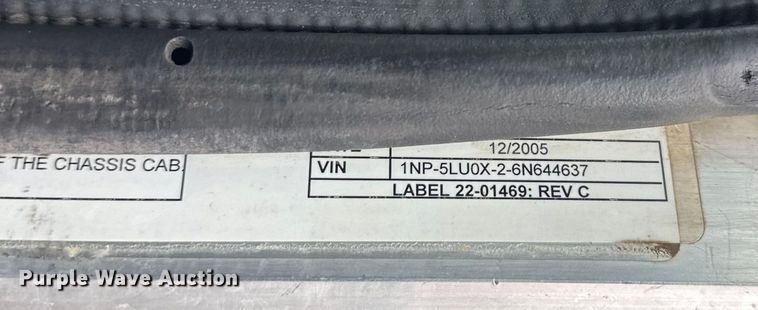 12/2005
F THE CHASSIS CAB.
VIN 1NP-5LU0X-2-6N644637
LABEL 22-01469: REV C
Purple Wave Auction